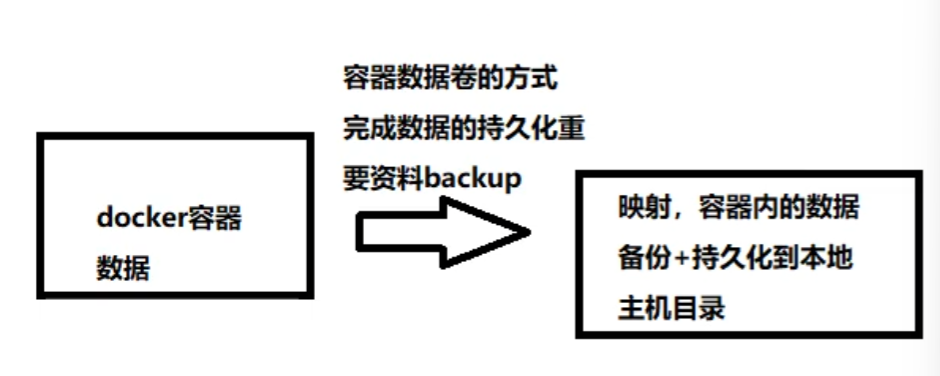 容器数据卷的方式
完成数据的持久化重
要资料backup
docker容器
数据
映射，容器内的数据
备份+持久化到本地
主机目录